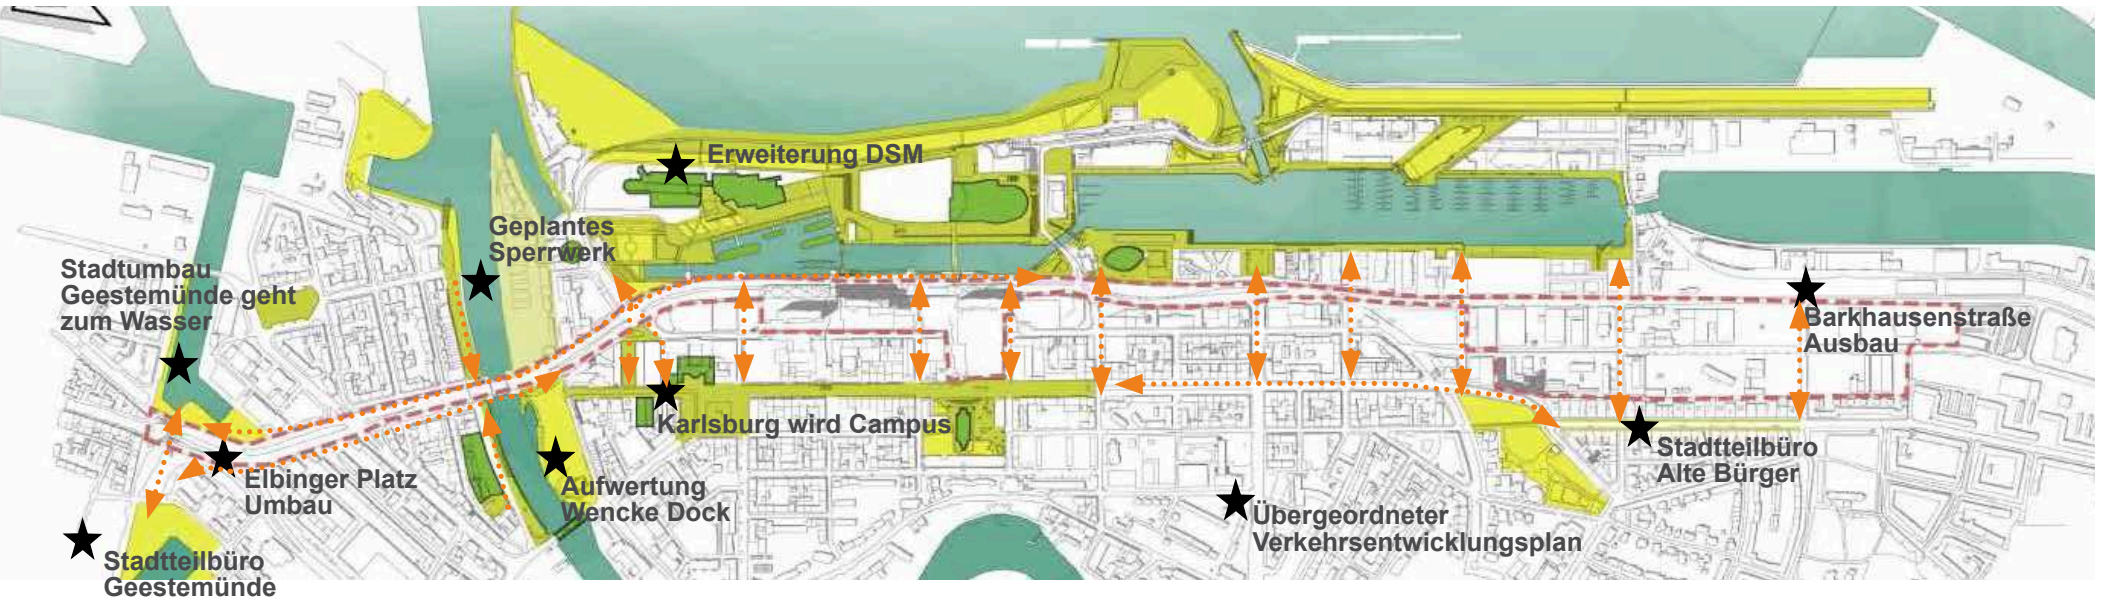 Erweiterung DSM
Geplantes
Sperrwerk
Stadtumbau
Geestemünde geht
zum Wasser
Barkhausenstraße
Ausbau
Karlsburg wird Campus
Stadtteilbüro
Alte Bürger
Elbinger Platz
Umbau
Aufwertung
Wencke Dock
Übergeordneter
Verkehrsentwicklungsplan
Stadtteilbüro
Geestemünde